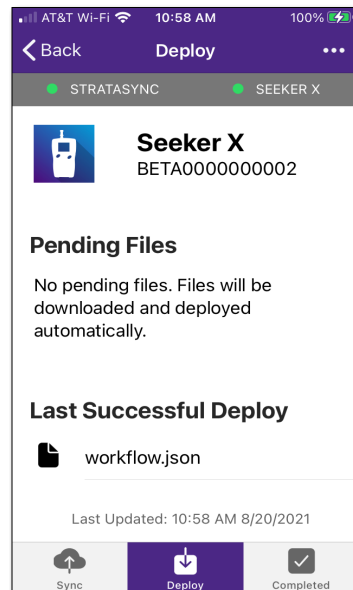 AT&T Wi-Fi 10:58 AM 100%
Back Deploy
STRATASYNC SEEKER X
Seeker X
BETA0000000002
Pending Files
No pending files. Files will be
downloaded and deployed
automatically.
Last Successful Deploy
workflow.json
Last Updated: 10:58 AM 8/20/2021
Sync Deploy Completed